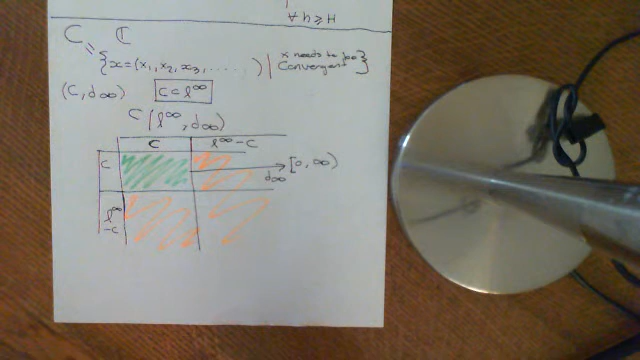 ∀ n ≥ H
C, ℂ
= {x=(x₁, x₂, x₃, ......) | x needs to be Convergent}
(C, d∞) C ⊂ l^∞
C (l^∞, d∞)
C l^∞-C
C d∞ [0, ∞)
l^∞
-C